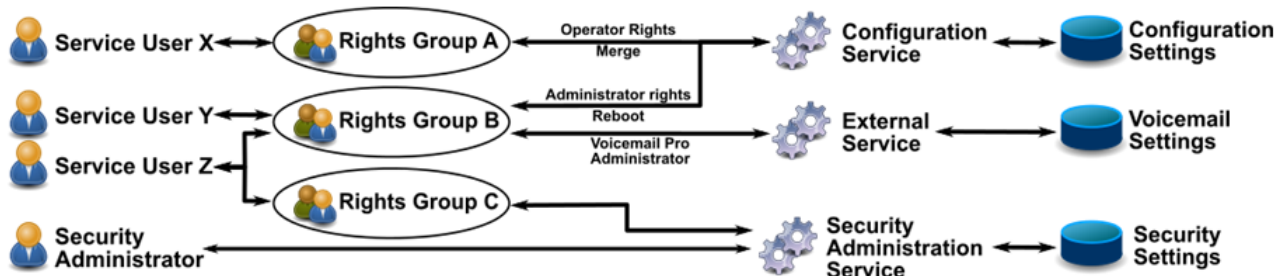 Service User X
Rights Group A
Operator Rights
Merge
Configuration
Service
Configuration
Settings
Service User Y
Rights Group B
Administrator rights
Reboot
Voicemail Pro
Administrator
External
Service
Voicemail
Settings
Service User Z
Rights Group C
Security
Administrator
Security
Administration
Service
Security
Settings